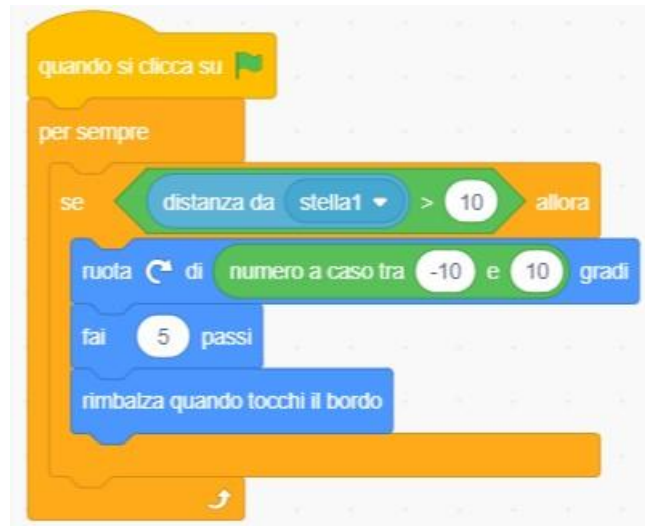 quando si clicca su
per sempre
se distanza da stella1 > 10 allora
ruota di numero a caso tra -10 e 10 gradi
fai 5 passi
rimbalza quando tocchi il bordo